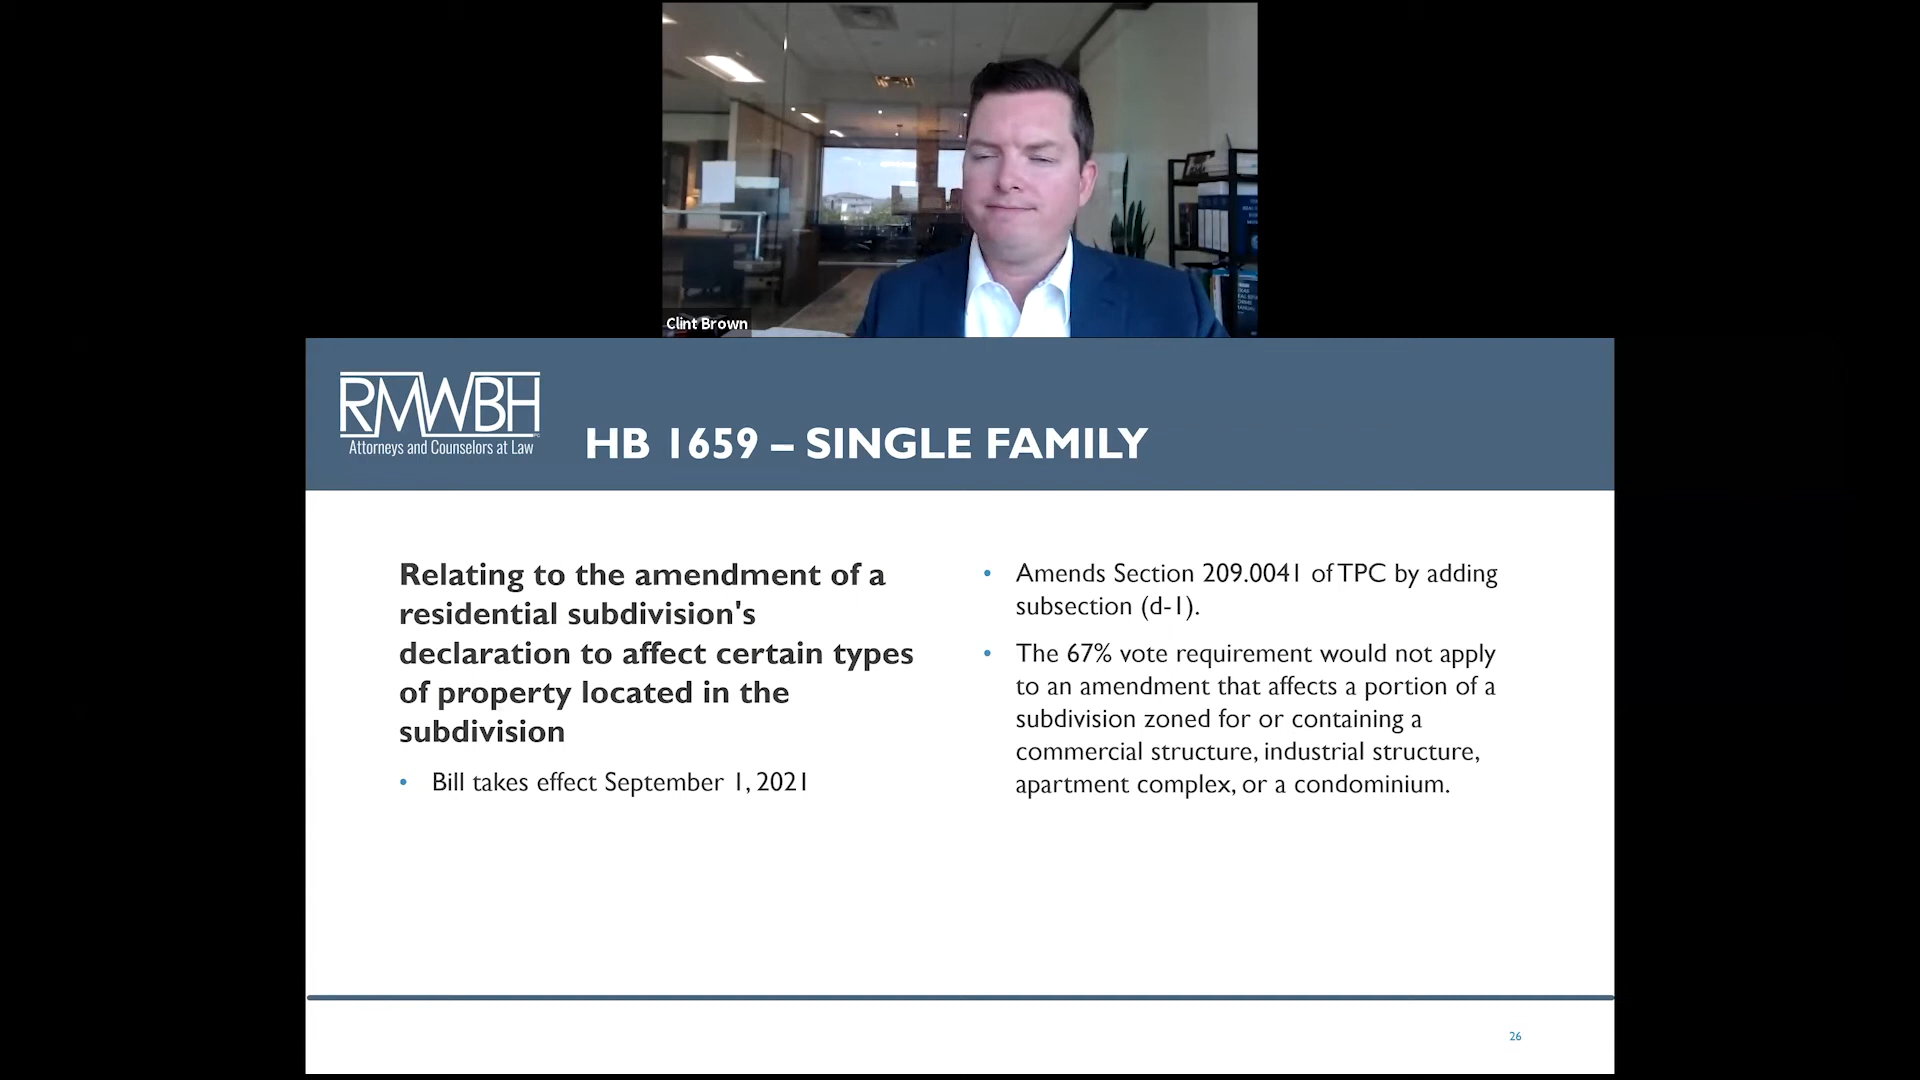 Clint Brown
RMWBH
Attorneys and Counselors at Law
HB 1659 – SINGLE FAMILY
Relating to the amendment of a
residential subdivision's
declaration to affect certain types
of property located in the
subdivision
• Bill takes effect September 1, 2021
• Amends Section 209.0041 of TPC by adding
subsection (d-1).
• The 67% vote requirement would not apply
to an amendment that affects a portion of a
subdivision zoned for or containing a
commercial structure, industrial structure,
apartment complex, or a condominium.
26